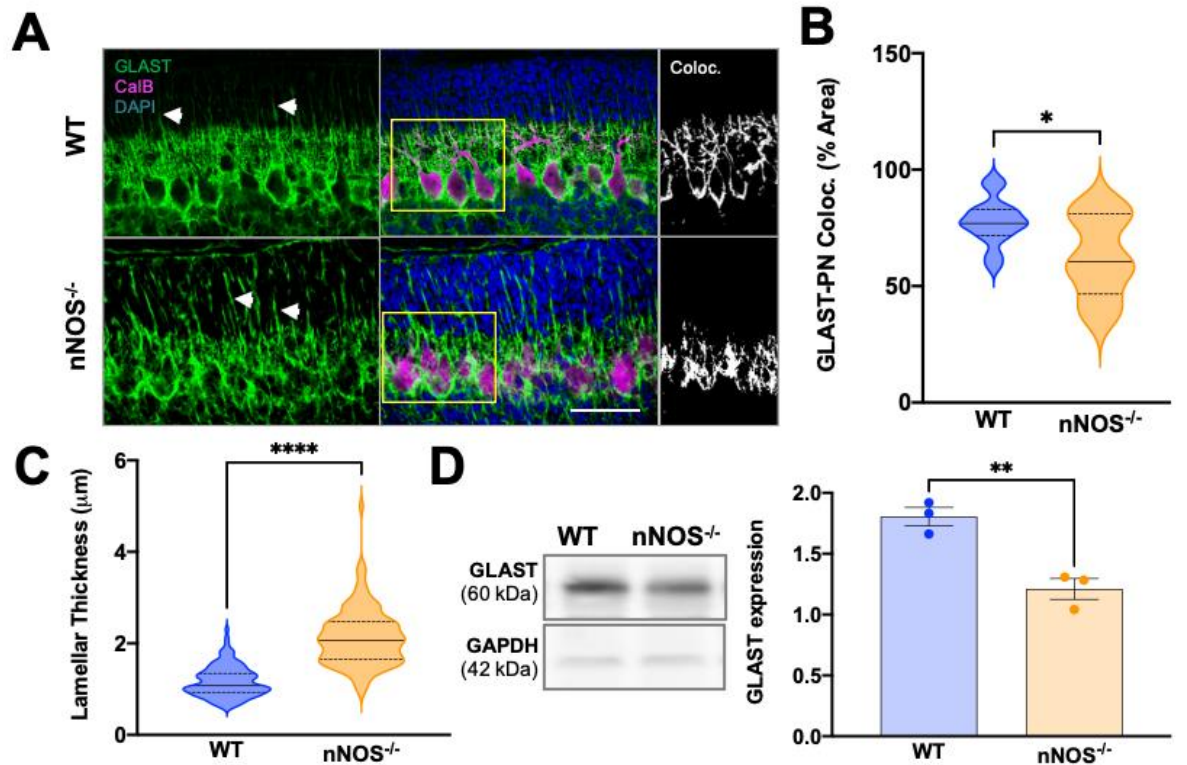 A
GLAST
CalB
DAPI
Coloc.
WT
nNOS-/-
B
GLAST-PN Coloc. (% Area)
150
100
50
0
*
WT
nNOS-/-
C
Lamellar Thickness (μm)
6
4
2
0
****
WT
nNOS-/-
D
WT nNOS-/-
GLAST
(60 kDa)
GAPDH
(42 kDa)
GLAST expression
2.0
1.5
1.0
0.5
0.0
**
WT
nNOS-/-